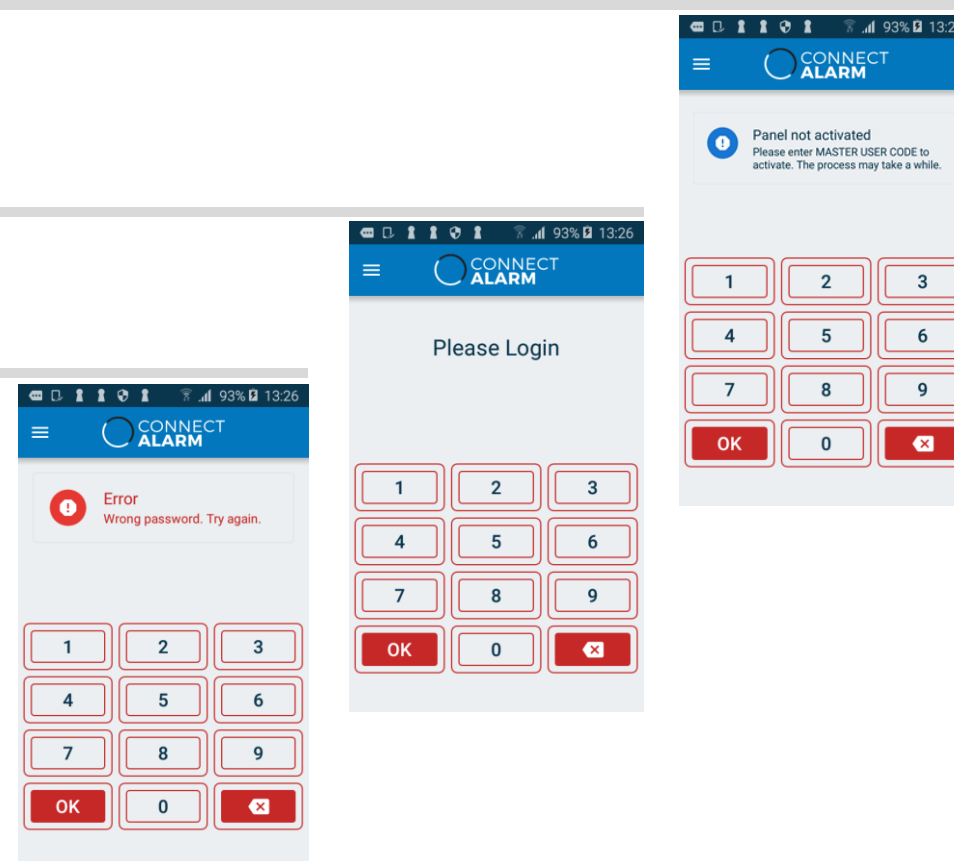 93% 13:2
CONNECT
ALARM
Panel not activated
Please enter MASTER USER CODE to
activate. The process may take a while.
1 2 3
4 5 6
7 8 9
OK 0
93% 13:26
CONNECT
ALARM
Please Login
1 2 3
4 5 6
7 8 9
OK 0
93% 13:26
CONNECT
ALARM
Error
Wrong password. Try again.
1 2 3
4 5 6
7 8 9
OK 0